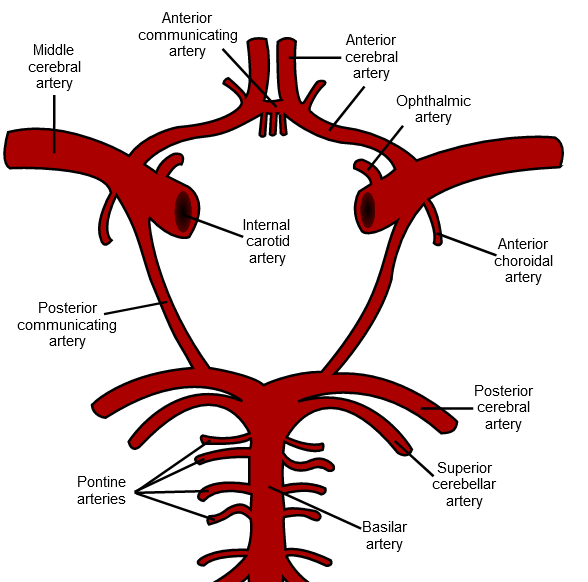 Anterior
communicating
artery
Middle
cerebral
artery
Anterior
cerebral
artery
Ophthalmic
artery
Internal
carotid
artery
Anterior
choroidal
artery
Posterior
communicating
artery
Posterior
cerebral
artery
Superior
cerebellar
artery
Pontine
arteries
Basilar
artery